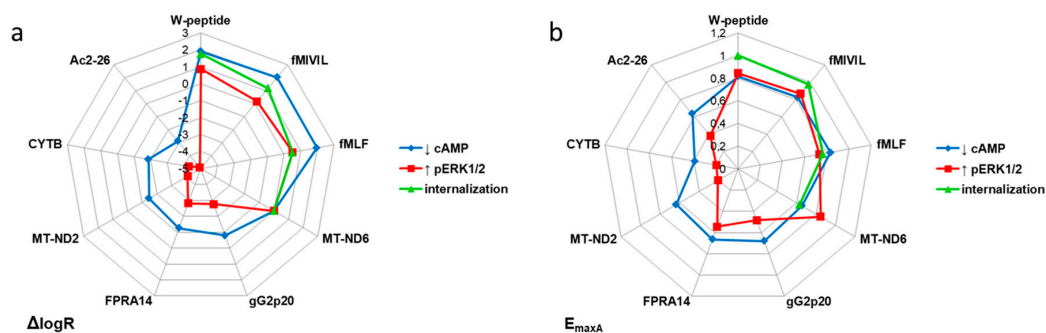 a
W-peptide
fMIVIL
fMLF
MT-ND6
gG2p20
FPRA14
MT-ND2
CYTB
Ac2-26
3
2
1
0
-1
-2
-3
-4
-5
↓ cAMP
↑ pERK1/2
internalization
ΔlogR
b
W-peptide
fMIVIL
fMLF
MT-ND6
gG2p20
FPRA14
MT-ND2
CYTB
Ac2-26
1,2
1
0,8
0,6
0,4
0,2
0
↓ cAMP
↑ pERK1/2
internalization
EmaxA